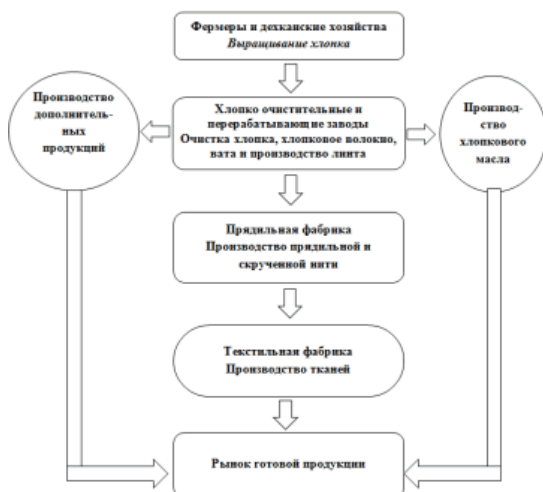 Фермеры и дехканские хозяйства
Выращивание хлопка
Производство
дополнитель-
ных
продукций
Хлопко очистительные и
перерабатывающие заводы
Очистка хлопка, хлопковое волокно,
вата и производство линта
Производ-
ство
хлопкового
масла
Прядильная фабрика
Производство прядильной и
скрученной нити
Текстильная фабрика
Производство тканей
Рынок готовой продукции